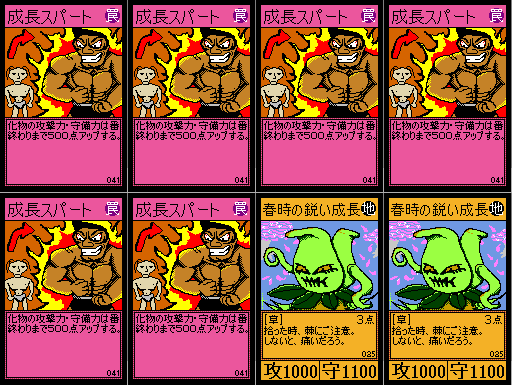 成長スパート 罠
化物の攻撃力・守備力は番
終わりまで500点アップする。
041
成長スパート 罠
化物の攻撃力・守備力は番
終わりまで500点アップする。
041
成長スパート 罠
化物の攻撃力・守備力は番
終わりまで500点アップする。
041
成長スパート 罠
化物の攻撃力・守備力は番
終わりまで500点アップする。
041
成長スパート 罠
化物の攻撃力・守備力は番
終わりまで500点アップする。
041
成長スパート 罠
化物の攻撃力・守備力は番
終わりまで500点アップする。
041
春時の鋭い成長 地
[草] 3点
拾った時、棘にご注意。
しないと、痛いだろう。
025
攻1000 守1100
春時の鋭い成長 地
[草] 3点
拾った時、棘にご注意。
しないと、痛いだろう。
025
攻1000 守1100